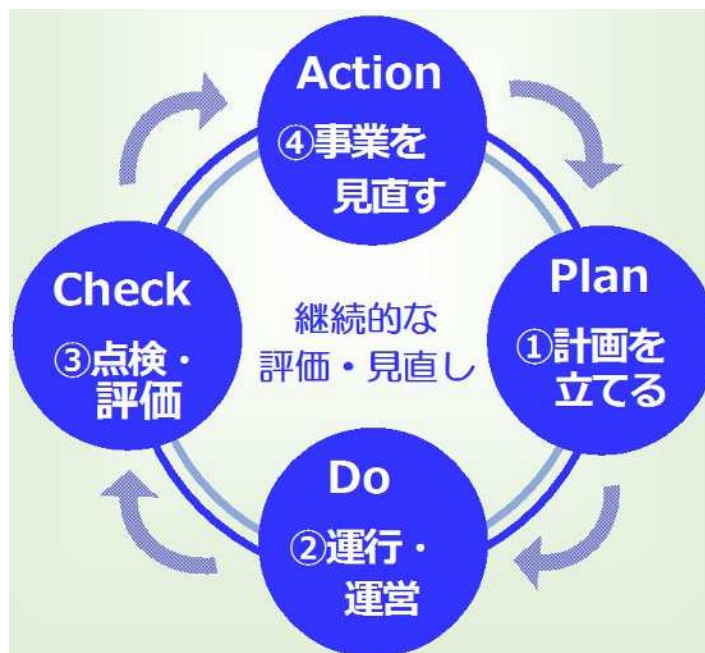 Action
④事業を
見直す
Plan
①計画を
立てる
Do
②運行・
運営
Check
③点検・
評価
継続的な
評価・見直し